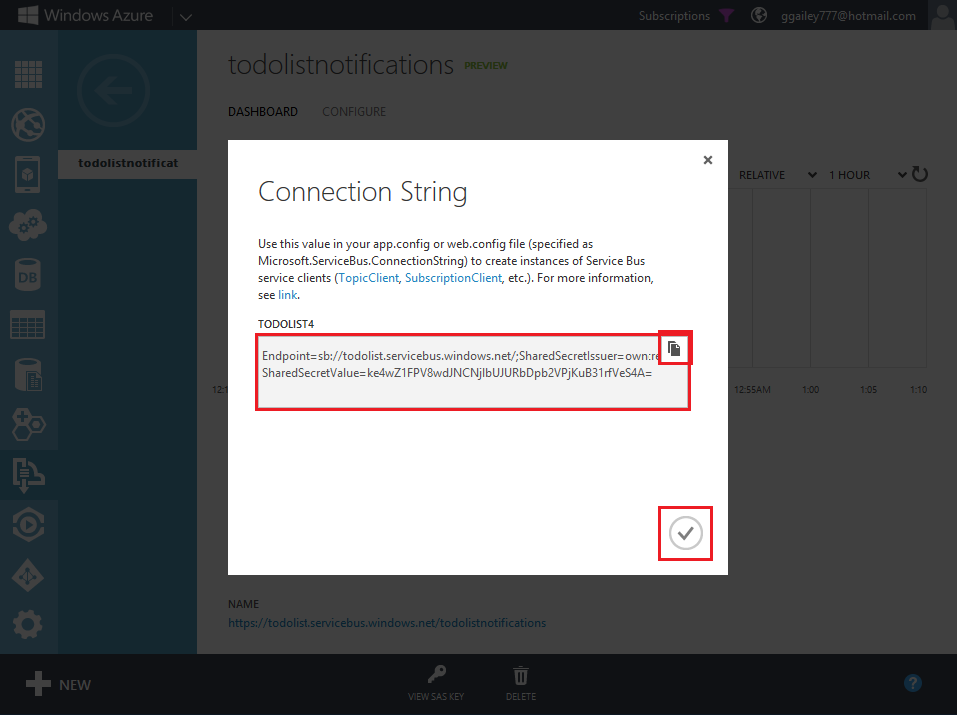 Windows Azure
Subscriptions
ggailey777@hotmail.com
todolistnotifications PREVIEW
DASHBOARD CONFIGURE
todolistnotificat
RELATIVE 1 HOUR
Connection String
Use this value in your app.config or web.config file (specified as
Microsoft.ServiceBus.ConnectionString) to create instances of Service Bus
service clients (TopicClient, SubscriptionClient, etc.). For more information,
see link.
TODOLIST4
Endpoint=sb://todolist.servicebus.windows.net/;SharedSecretIssuer=own:re
SharedSecretValue=ke4wZ1FPV8wdJNCNjIbUJURbDpb2VPjKuB31rfVeS4A=
12:1 12:55AM 1:00 1:05 1:10
DB
NAME
https://todolist.servicebus.windows.net/todolistnotifications
NEW
VIEW SAS KEY
DELETE
?